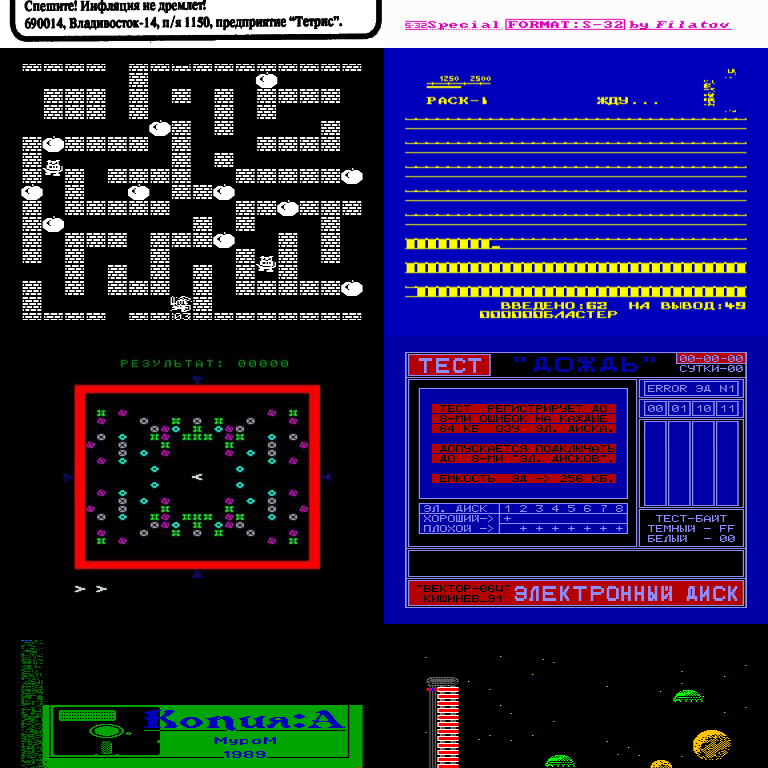 Спешите! Инфляция не дремлет!
690014, Владивосток-14, п/я 1150, предприятие "Тетрис".
S-32 Special FORMAT:S-32 by Filatov
1250 2500
PACK-1 ЖДУ...
ВВЕДЕНО:62 НА ВЫВОД:49
БЛАСТЕР
РЕЗУЛЬТАТ: 00000
ТЕСТ "ДОЖДЬ" 00-00-00
СУТКИ-00
ERROR ЭД N1
00 01 10 11
ТЕСТ РЕГИСТРИРУЕТ ДО
8-МИ ОШИБОК НА КАЖДЫЕ
64 КБ ОЗУ ЭЛ. ДИСКА.
ДОПУСКАЕТСЯ ПОДКЛЮЧАТЬ
ДО 8-МИ "ЭЛ. ДИСКОВ".
ЕМКОСТЬ ЭД -> 256 КБ.
ЭЛ. ДИСК 1 2 3 4 5 6 7 8
ХОРОШИЙ-> +
ПЛОХОЙ -> + + + + + + +
ТЕСТ-БАЙТ
ТЕМНЫЙ - FF
БЕЛЫЙ - 00
"ВЕКТОР-06Ц"
КИШИНЕВ_91
ЭЛЕКТРОННЫЙ ДИСК
Копия:А
МуроМ
1989